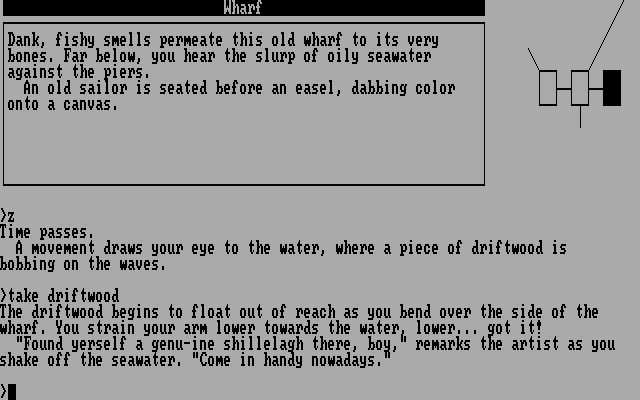 Wharf
Dank, fishy smells permeate this old wharf to its very
bones. Far below, you hear the slurp of oily seawater
against the piers.
An old sailor is seated before an easel, dabbing color
onto a canvas.
>z
Time passes.
A movement draws your eye to the water, where a piece of driftwood is
bobbing on the waves.
>take driftwood
The driftwood begins to float out of reach as you bend over the side of the
wharf. You strain your arm lower towards the water, lower... got it!
"Found yerself a genu-ine shillelagh there, boy," remarks the artist as you
shake off the seawater. "Come in handy nowadays."
>